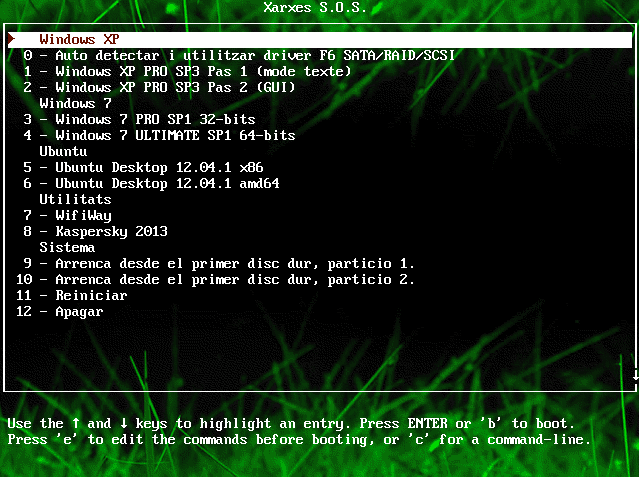 Xarxes S.O.S.
Windows XP
0 - Auto detectar i utilitzar driver F6 SATA/RAID/SCSI
1 - Windows XP PRO SP3 Pas 1 (mode texte)
2 - Windows XP PRO SP3 Pas 2 (GUI)
Windows 7
3 - Windows 7 PRO SP1 32-bits
4 - Windows 7 ULTIMATE SP1 64-bits
Ubuntu
5 - Ubuntu Desktop 12.04.1 x86
6 - Ubuntu Desktop 12.04.1 amd64
Utilitats
7 - WifiWay
8 - Kaspersky 2013
Sistema
9 - Arrenca desde el primer disc dur, particio 1.
10 - Arrenca desde el primer disc dur, particio 2.
11 - Reiniciar
12 - Apagar
Use the ↑ and ↓ keys to highlight an entry. Press ENTER or 'b' to boot.
Press 'e' to edit the commands before booting, or 'c' for a command-line.